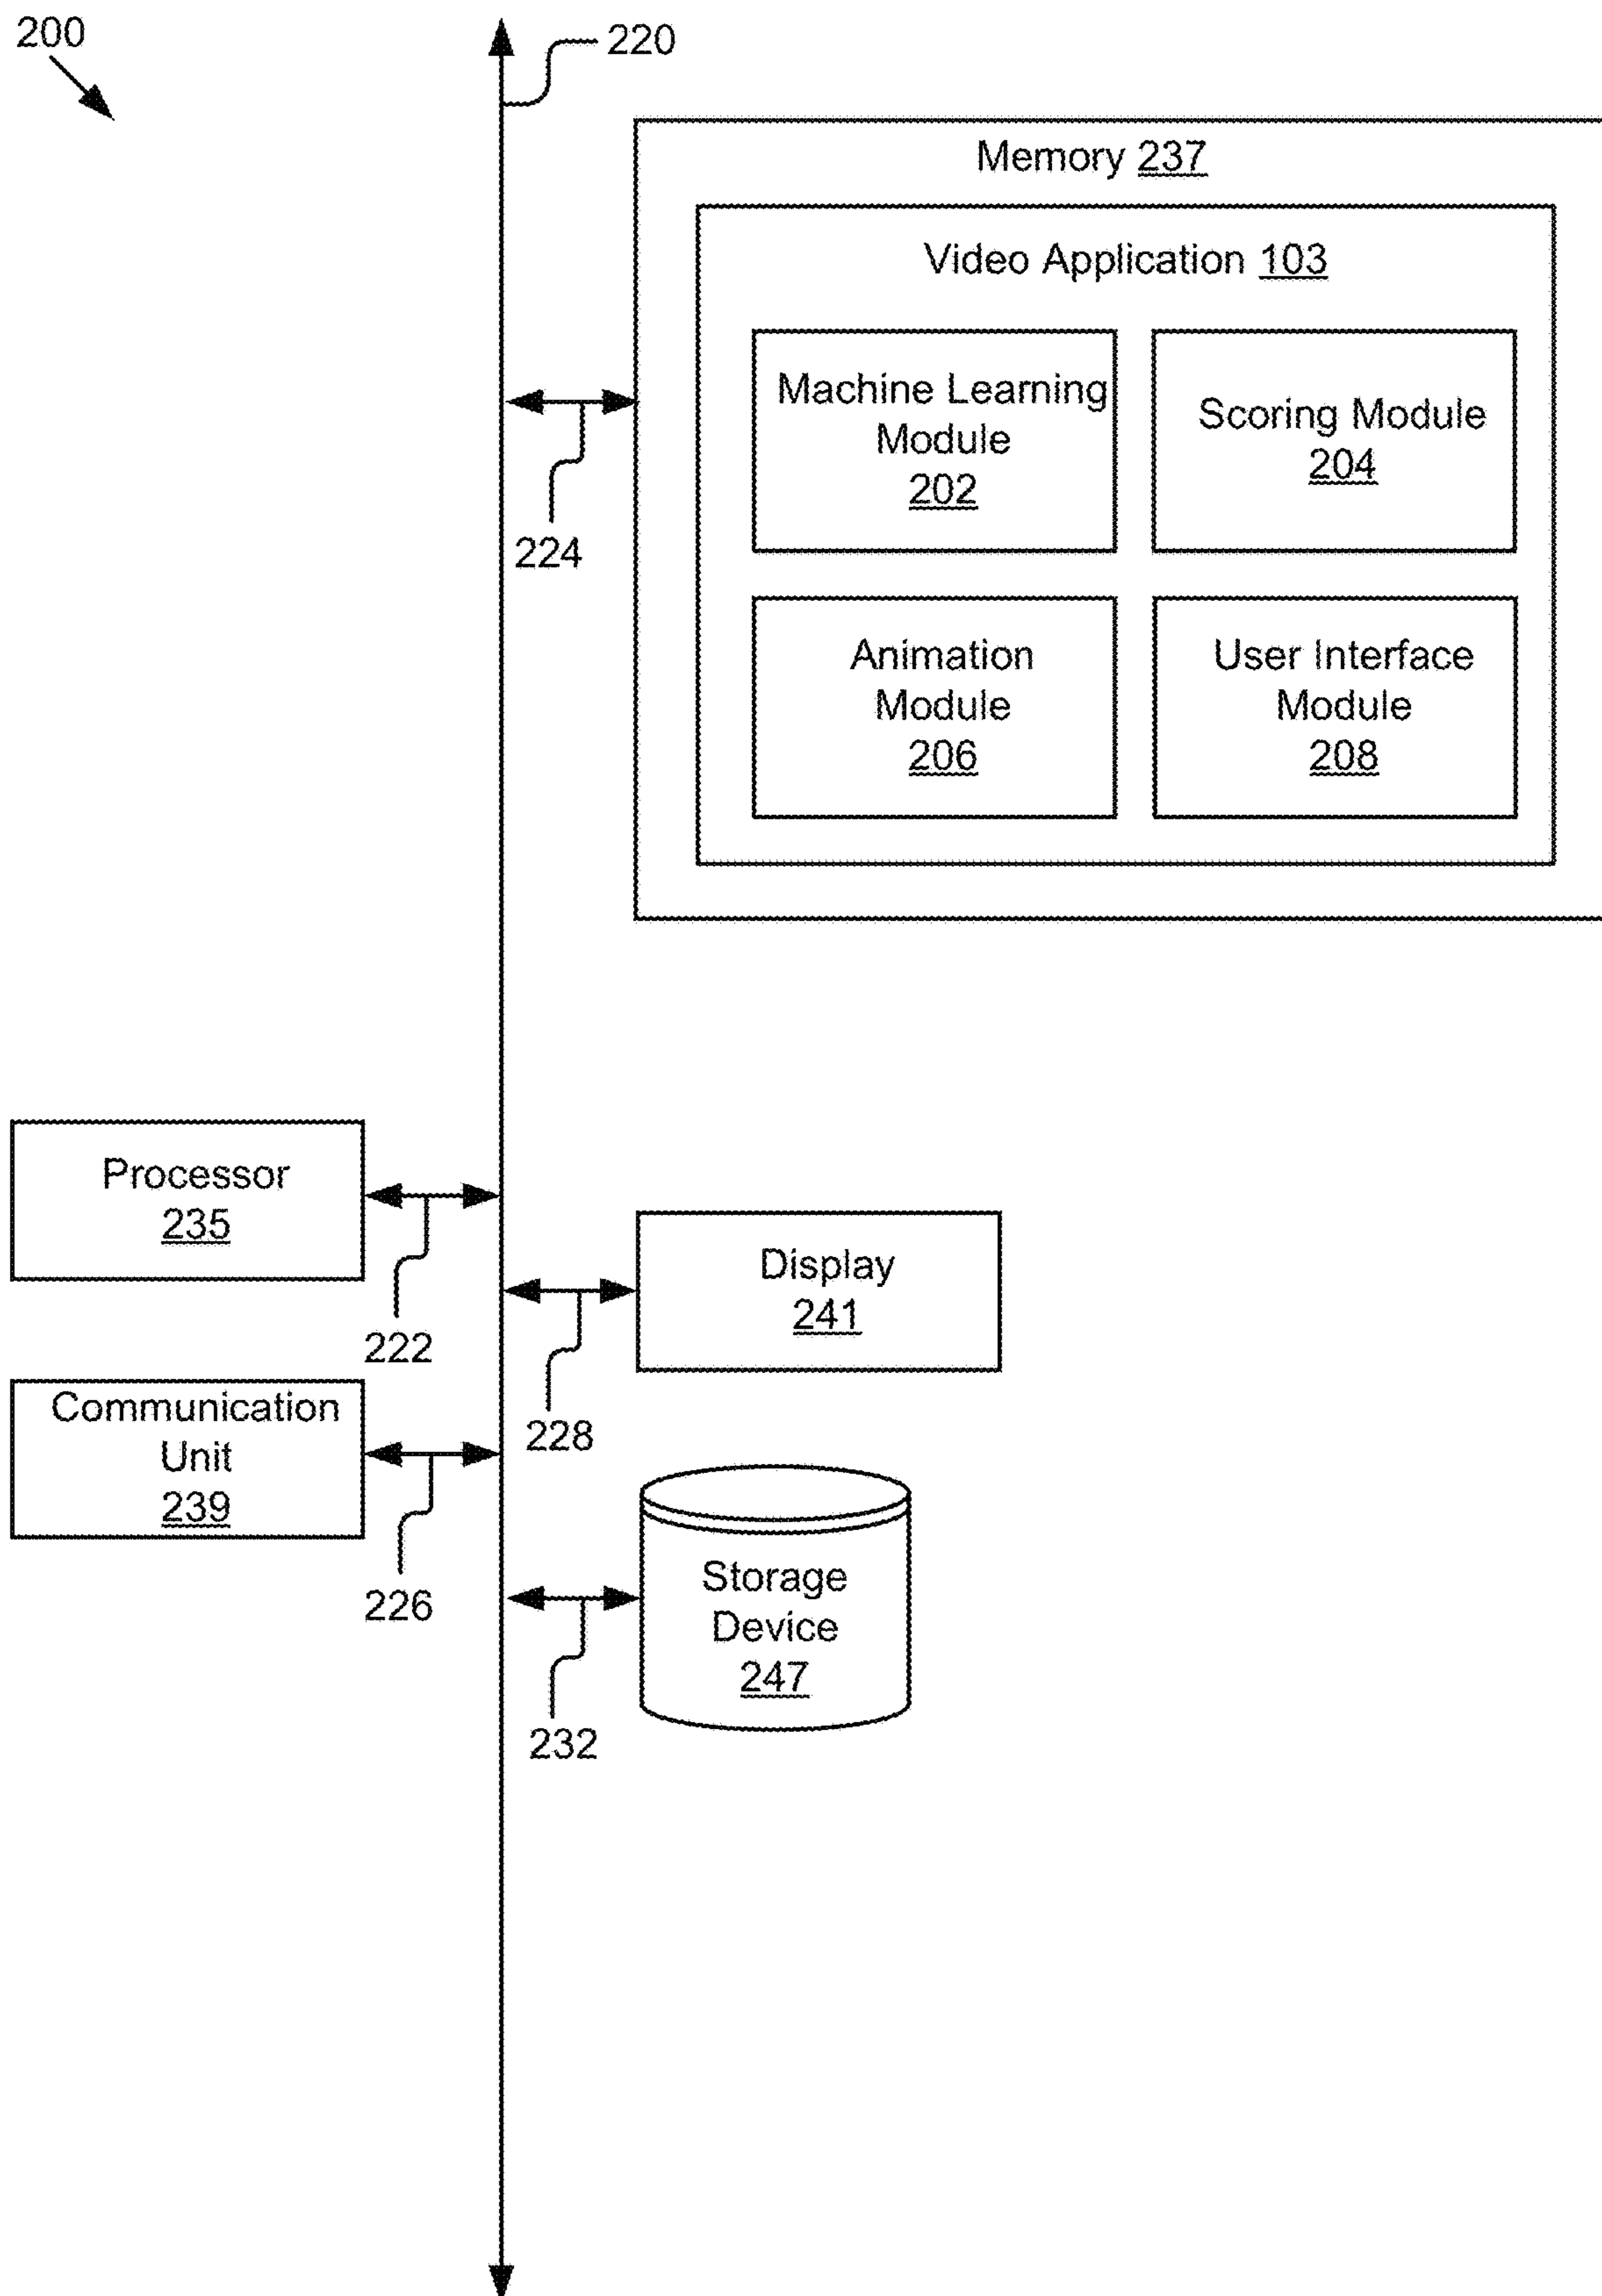 200
220
Memory 237
Video Application 103
Machine Learning
Module
202
Scoring Module
204
224
Animation
Module
206
User Interface
Module
208
Processor
235
222
Display
241
228
Communication
Unit
239
226
Storage
Device
247
232